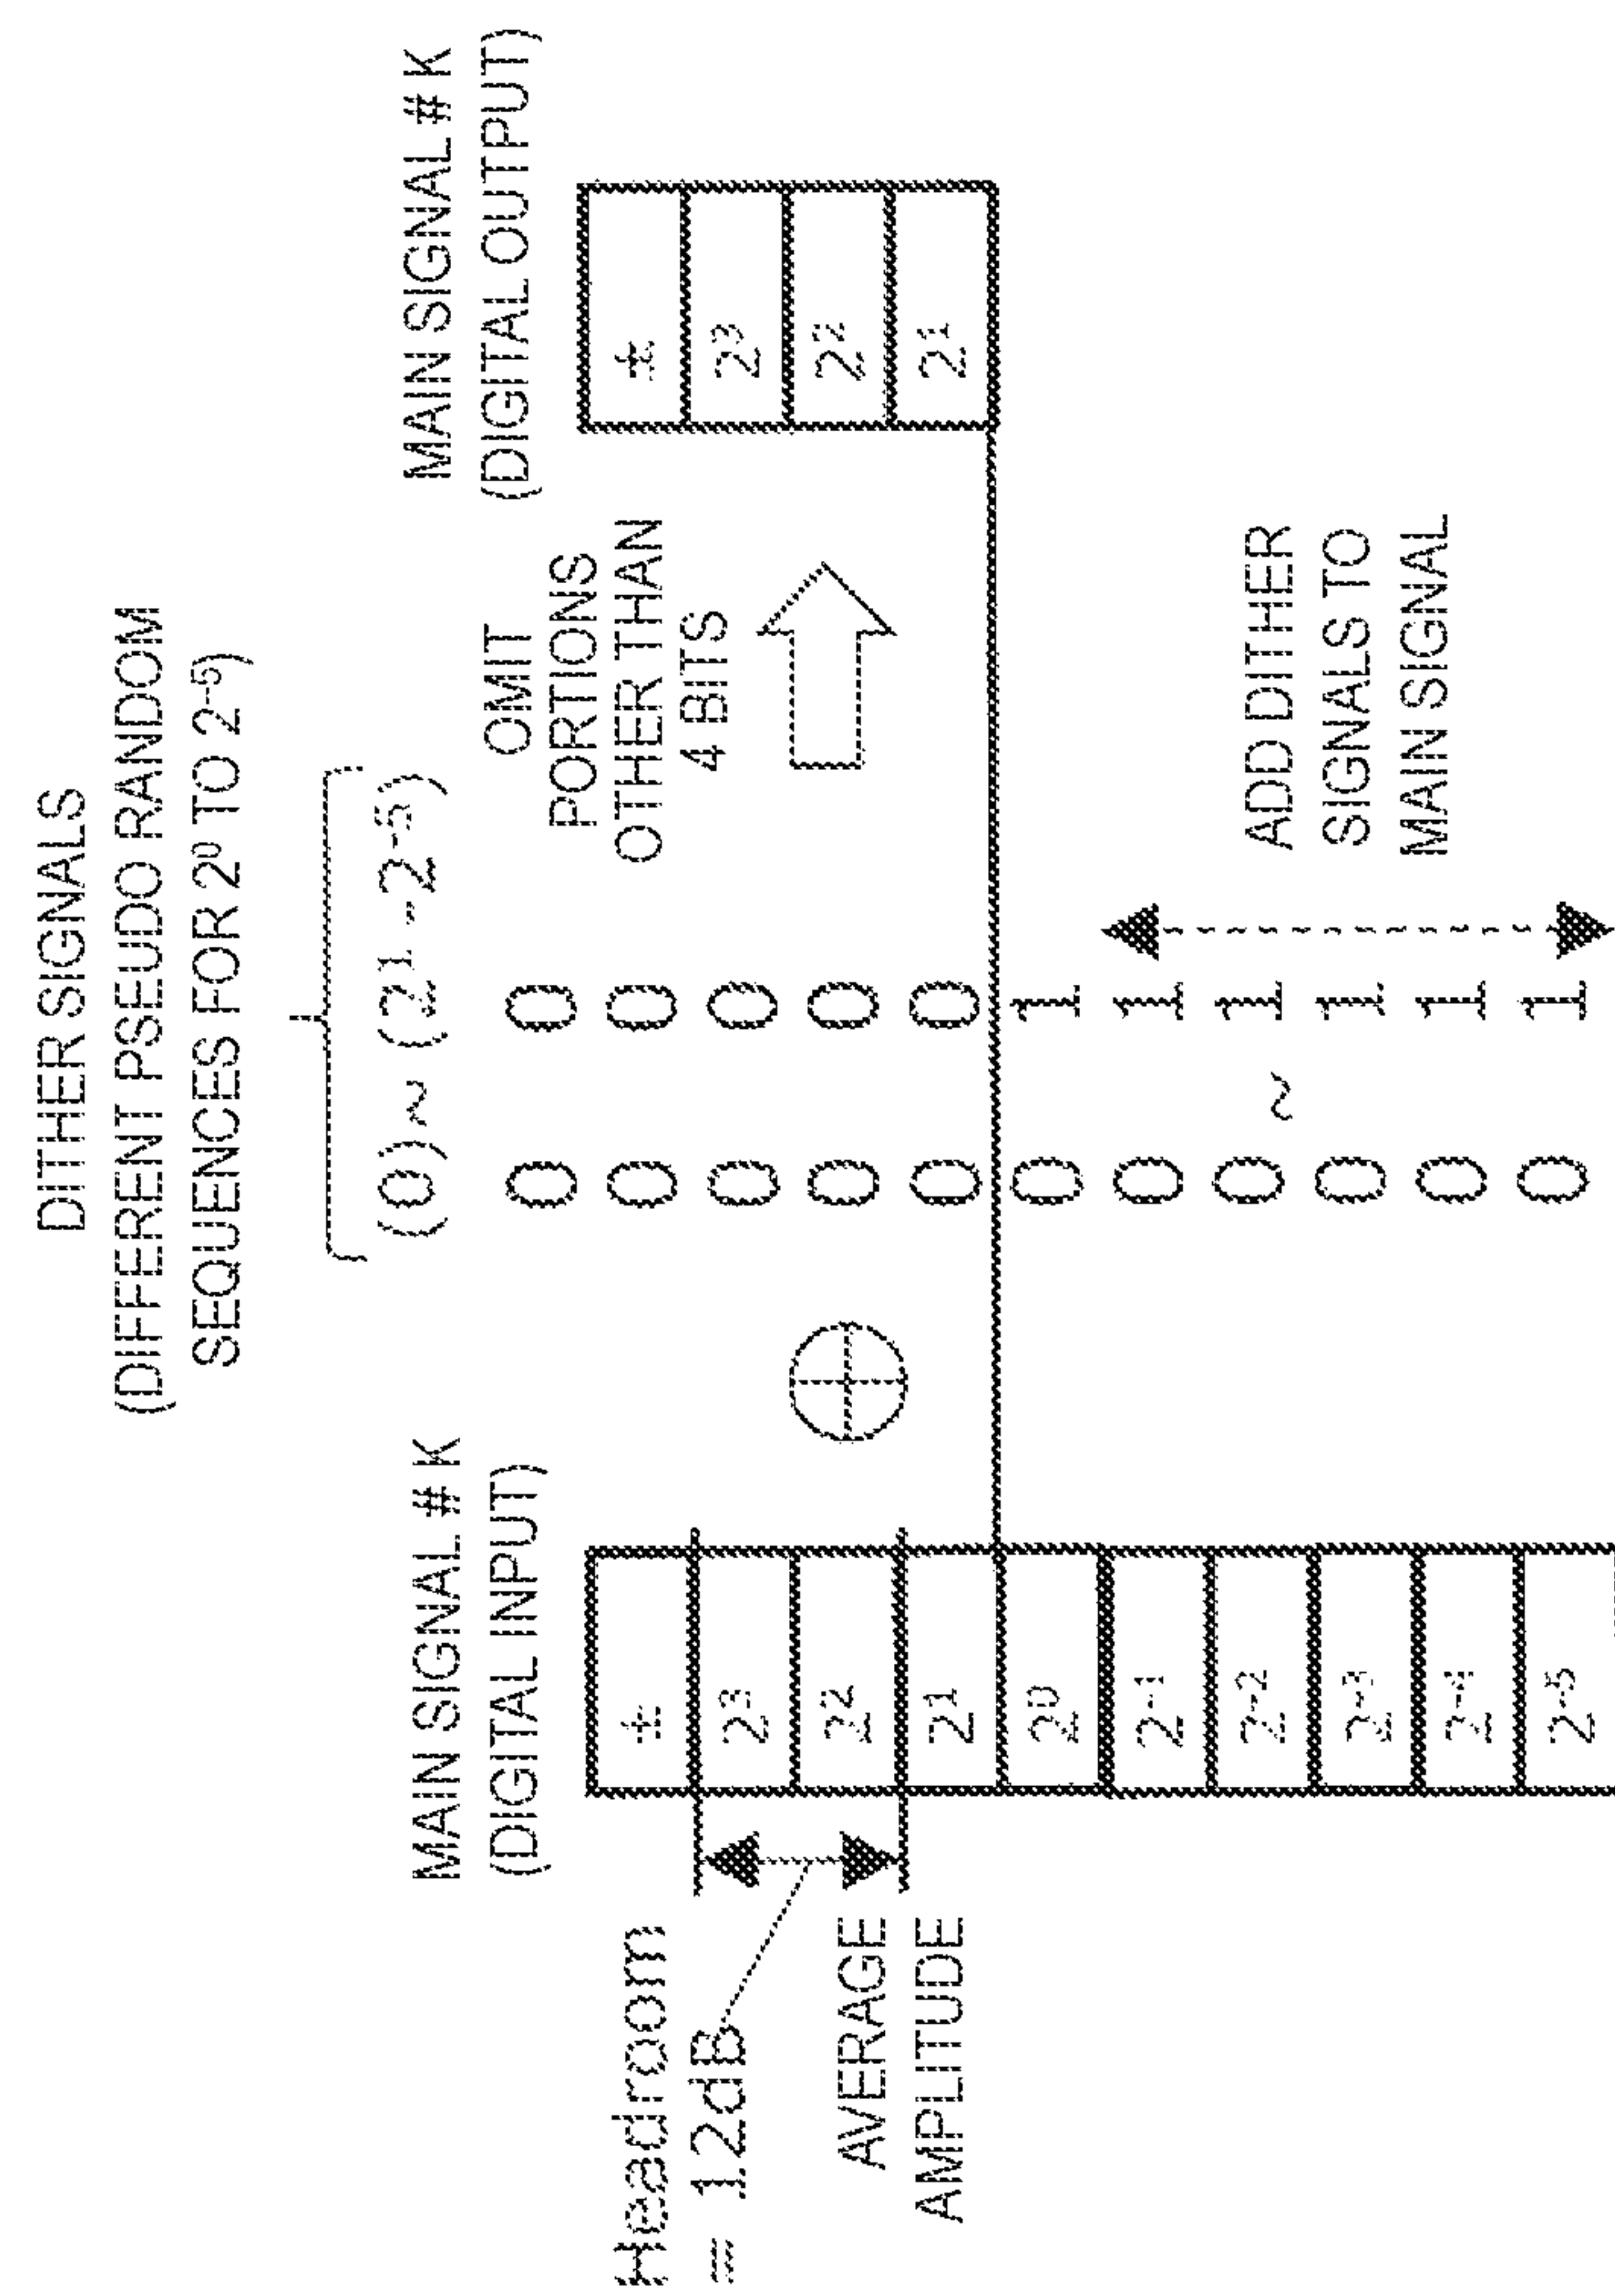 DITHER SIGNALS
(DIFFERENT PSEUDO RANDOM
SEQUENCES FOR 2⁰ TO 2⁻⁵)
MAIN SIGNAL # K
(DIGITAL INPUT)
(0) ~ (2¹ -2⁻⁵)
MAIN SIGNAL # K
(DIGITAL OUTPUT)
Headroom
= 12dB
AVERAGE
AMPLITUDE
±
2³
2²
2¹
2⁰
2⁻¹
2⁻²
2⁻³
2⁻⁴
2⁻⁵
0 0
0 0
0 0
0 0
0 0
0 1
0 1
0 ~ 1
0 1
0 1
0 1
OMIT
PORTIONS
OTHER THAN
4 BITS
±
2³
2²
2¹
ADD DITHER
SIGNALS TO
MAIN SIGNAL